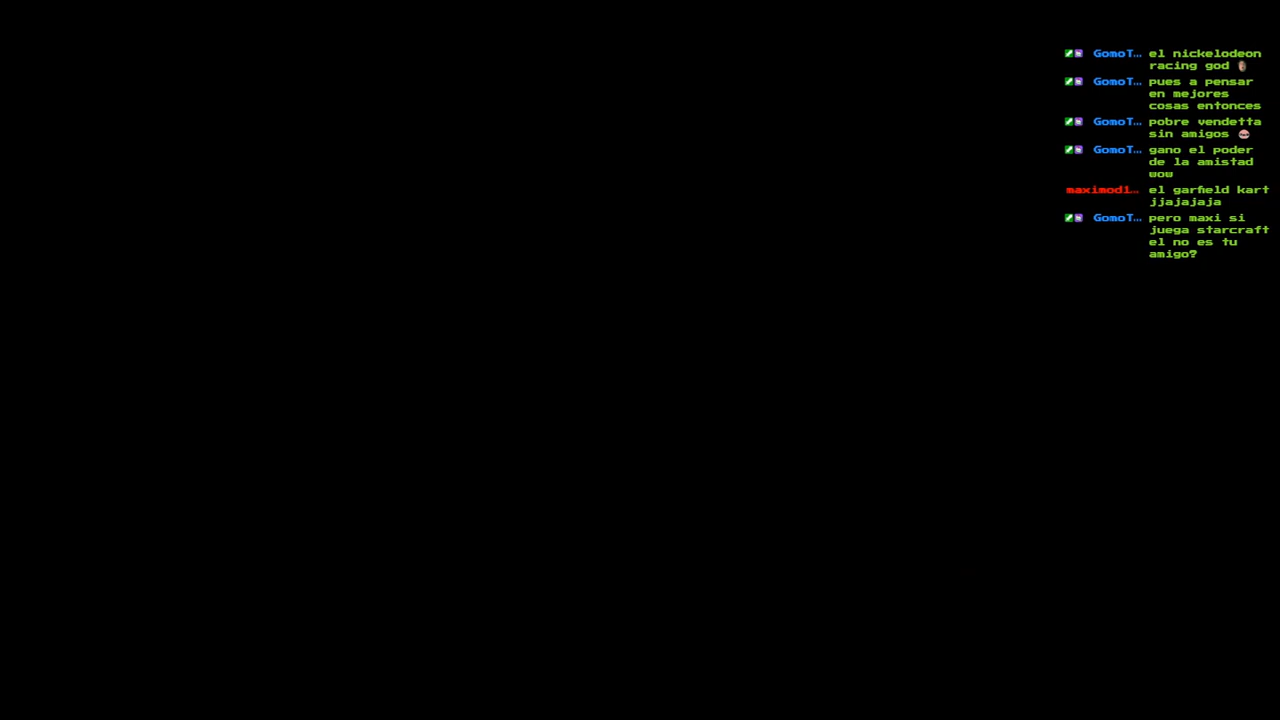 GomoT… el nickelodeon
racing god
GomoT… pues a pensar
en mejores
cosas entonces
GomoT… pobre vendetta
sin amigos
GomoT… gano el poder
de la amistad
wow
maximodi… el garfield kart
jjajajaja
GomoT… pero maxi si
juega starcraft
el no es tu
amigo?